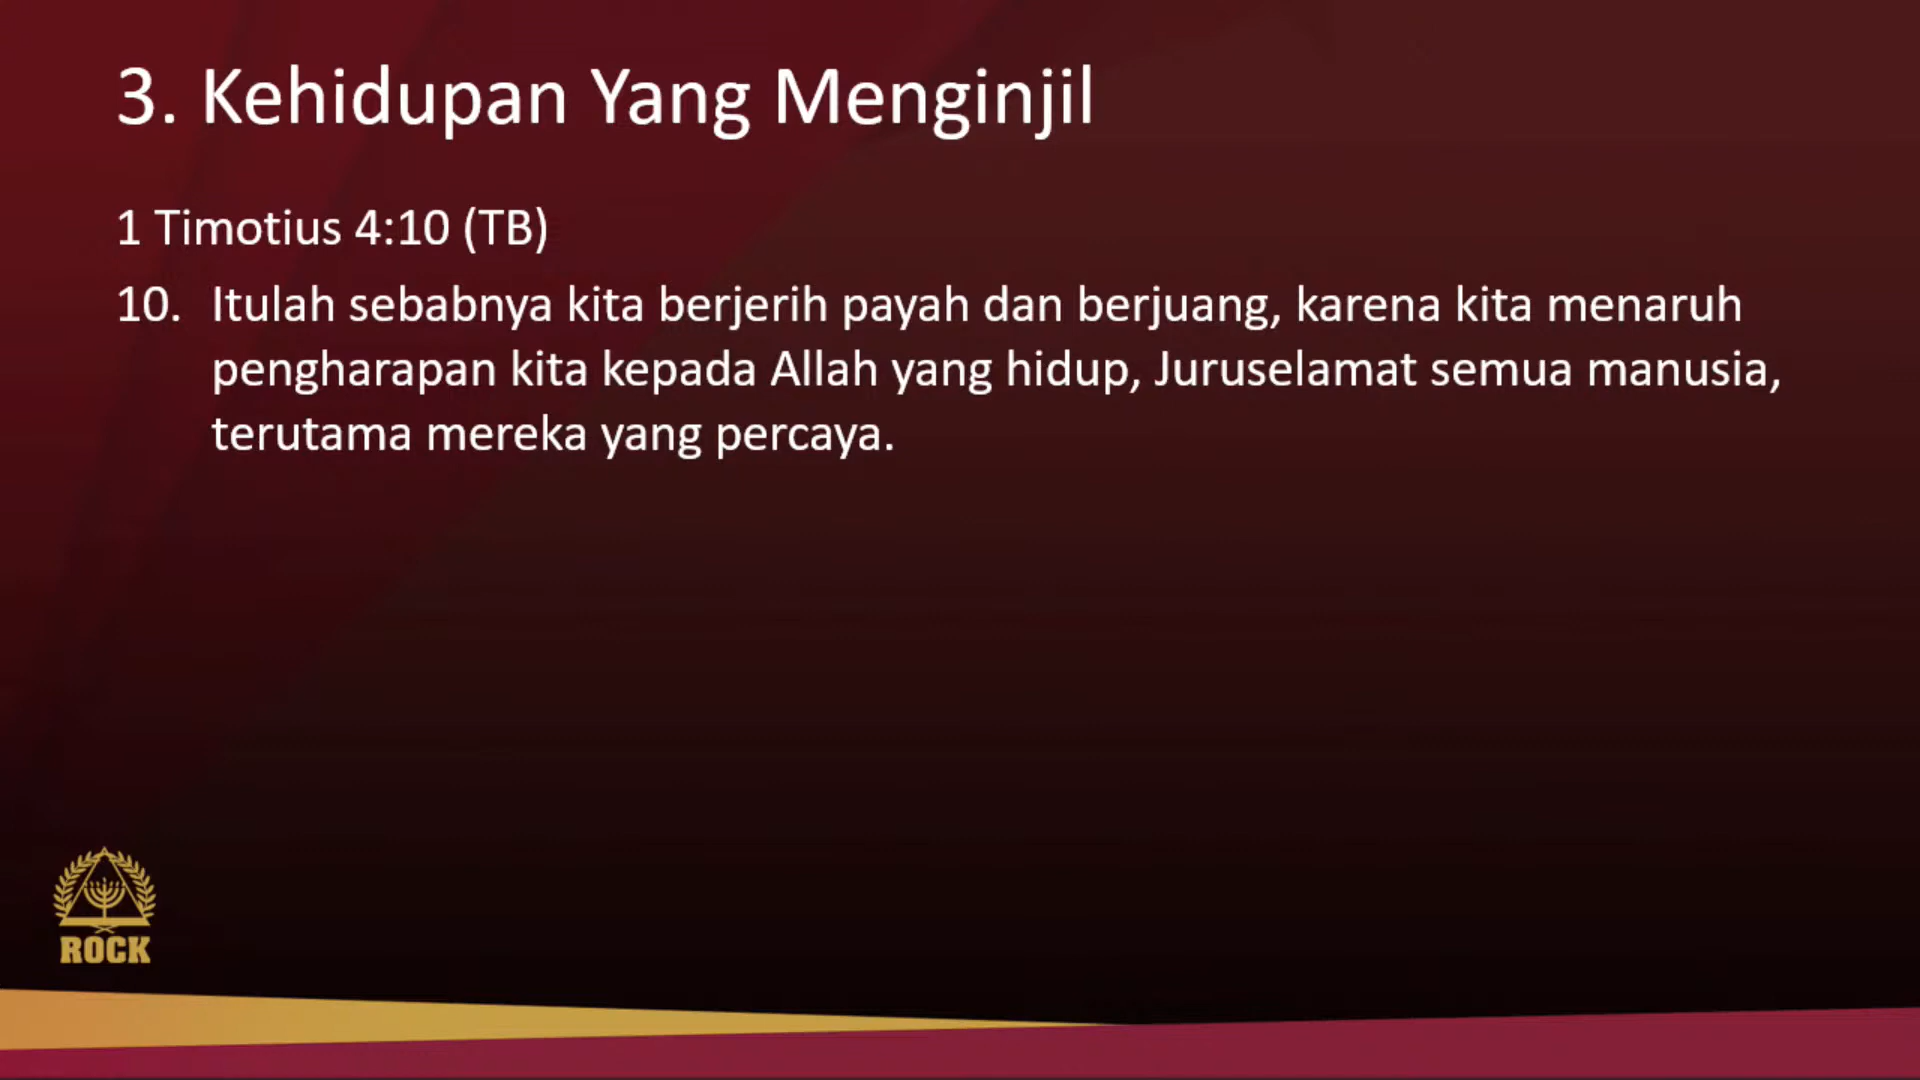 3. Kehidupan Yang Menginjil
1 Timotius 4:10 (TB)
10. Itulah sebabnya kita berjerih payah dan berjuang, karena kita menaruh
pengharapan kita kepada Allah yang hidup, Juruselamat semua manusia,
terutama mereka yang percaya.
ROCK